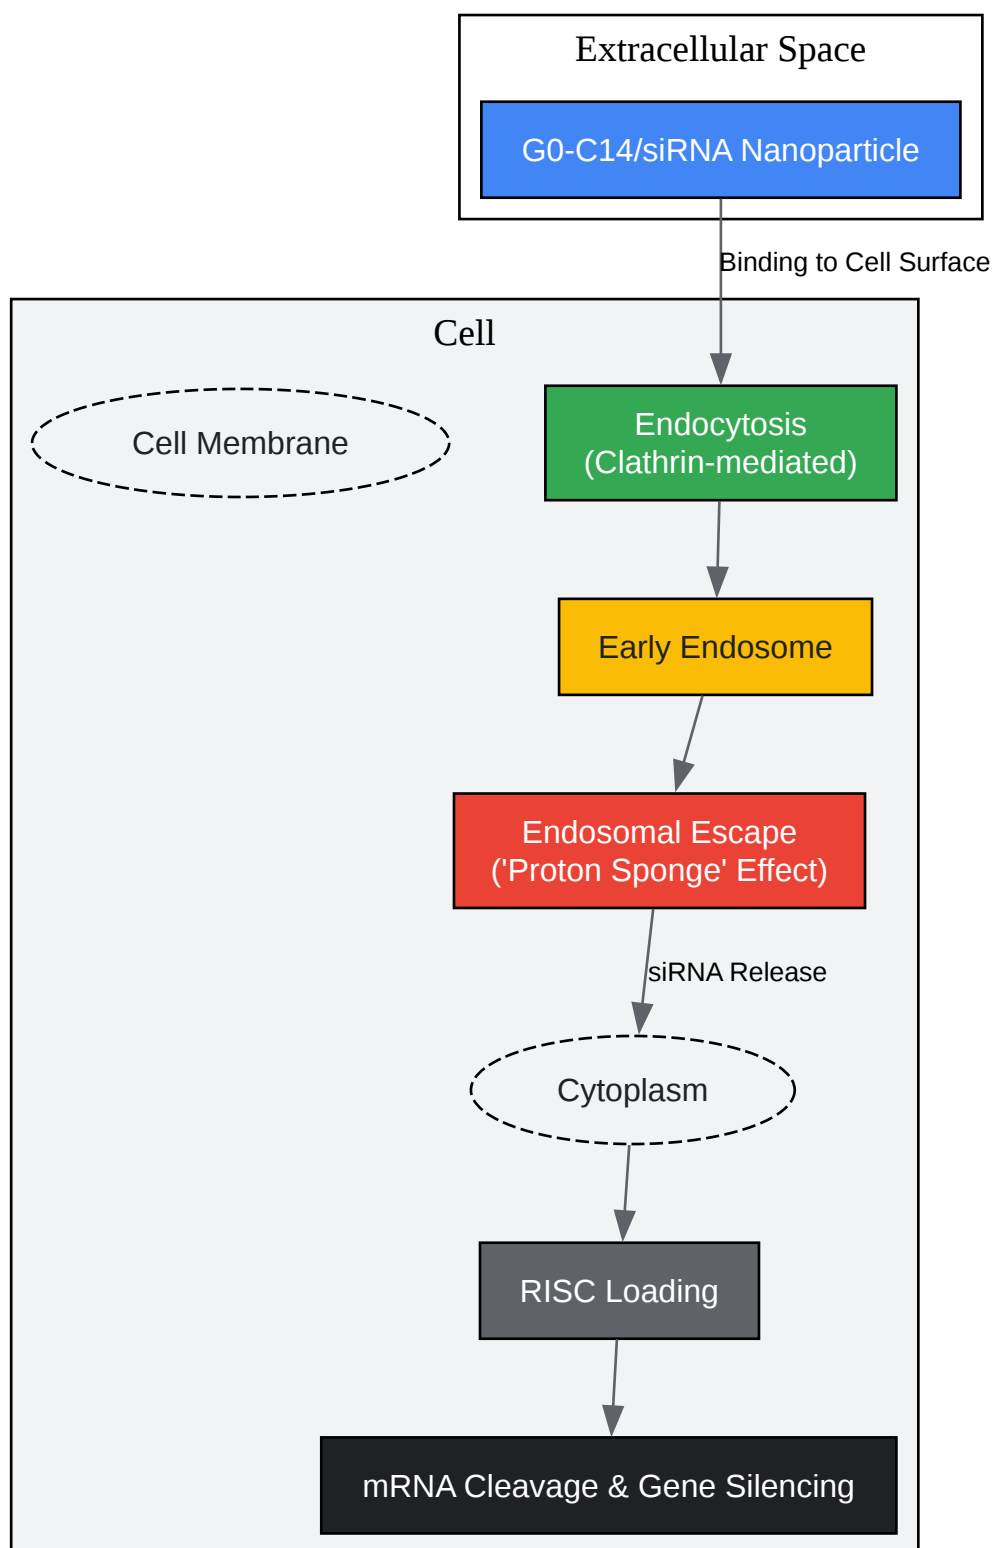 Extracellular Space
G0-C14/siRNA Nanoparticle
Binding to Cell Surface
Cell
Cell Membrane
Endocytosis
(Clathrin-mediated)
Early Endosome
Endosomal Escape
('Proton Sponge' Effect)
siRNA Release
Cytoplasm
RISC Loading
mRNA Cleavage & Gene Silencing